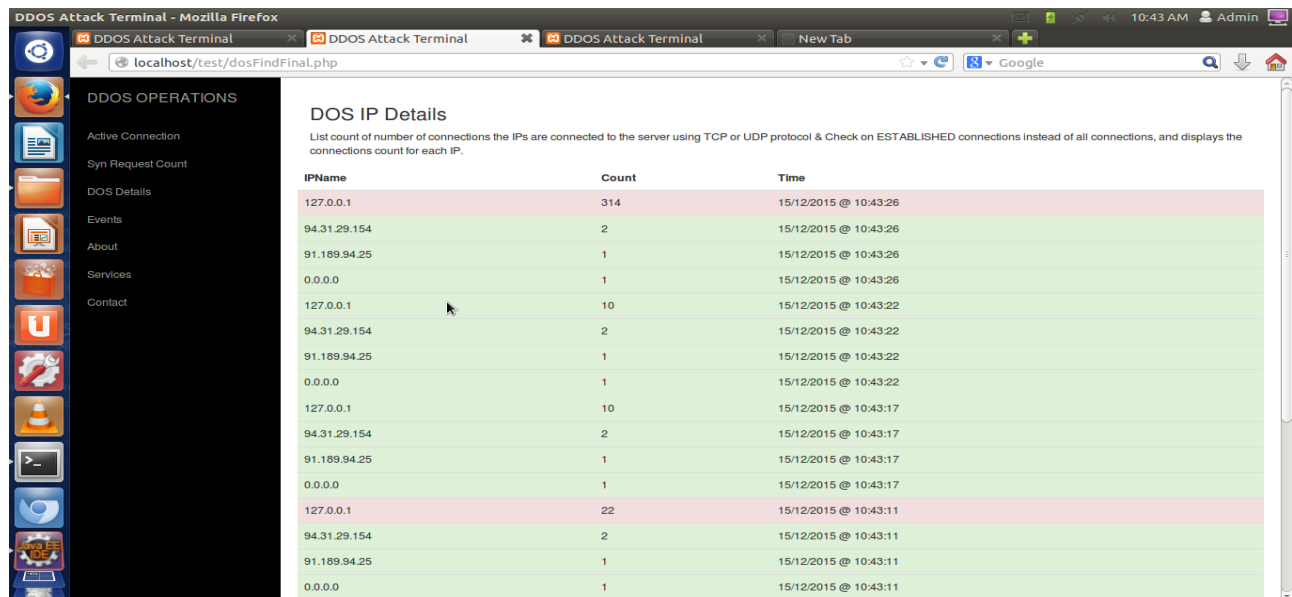 DDOS Attack Terminal - Mozilla Firefox
10:43 AM Admin
DDOS Attack Terminal
DDOS Attack Terminal
DDOS Attack Terminal
New Tab
localhost/test/dosFindFinal.php
Google
DDOS OPERATIONS
Active Connection
Syn Request Count
DOS Details
Events
About
Services
Contact
DOS IP Details
List count of number of connections the IPs are connected to the server using TCP or UDP protocol & Check on ESTABLISHED connections instead of all connections, and displays the
connections count for each IP.
IPName Count Time
127.0.0.1 314 15/12/2015 @ 10:43:26
94.31.29.154 2 15/12/2015 @ 10:43:26
91.189.94.25 1 15/12/2015 @ 10:43:26
0.0.0.0 1 15/12/2015 @ 10:43:26
127.0.0.1 10 15/12/2015 @ 10:43:22
94.31.29.154 2 15/12/2015 @ 10:43:22
91.189.94.25 1 15/12/2015 @ 10:43:22
0.0.0.0 1 15/12/2015 @ 10:43:22
127.0.0.1 10 15/12/2015 @ 10:43:17
94.31.29.154 2 15/12/2015 @ 10:43:17
91.189.94.25 1 15/12/2015 @ 10:43:17
0.0.0.0 1 15/12/2015 @ 10:43:17
127.0.0.1 22 15/12/2015 @ 10:43:11
94.31.29.154 2 15/12/2015 @ 10:43:11
91.189.94.25 1 15/12/2015 @ 10:43:11
0.0.0.0 1 15/12/2015 @ 10:43:11
Java EE
IDE